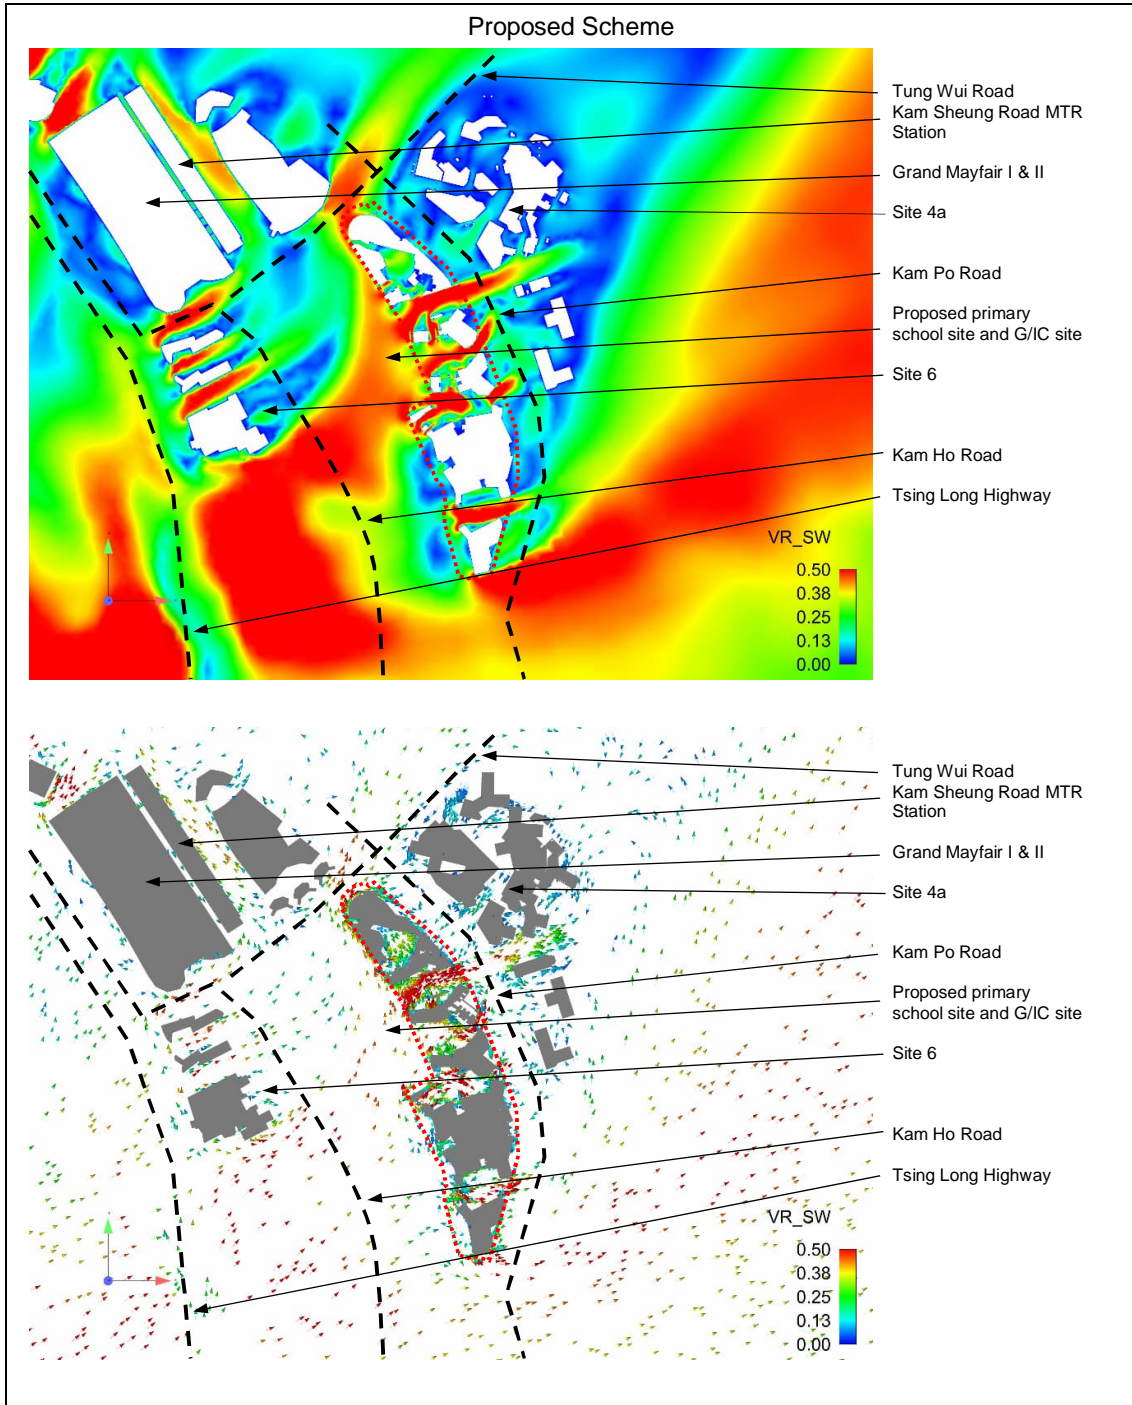 Proposed Scheme
Tung Wui Road
Kam Sheung Road MTR
Station
Grand Mayfair I & II
Site 4a
Kam Po Road
Proposed primary
school site and G/IC site
Site 6
Kam Ho Road
Tsing Long Highway
VR_SW
0.50
0.38
0.25
0.13
0.00
Tung Wui Road
Kam Sheung Road MTR
Station
Grand Mayfair I & II
Site 4a
Kam Po Road
Proposed primary
school site and G/IC site
Site 6
Kam Ho Road
Tsing Long Highway
VR_SW
0.50
0.38
0.25
0.13
0.00